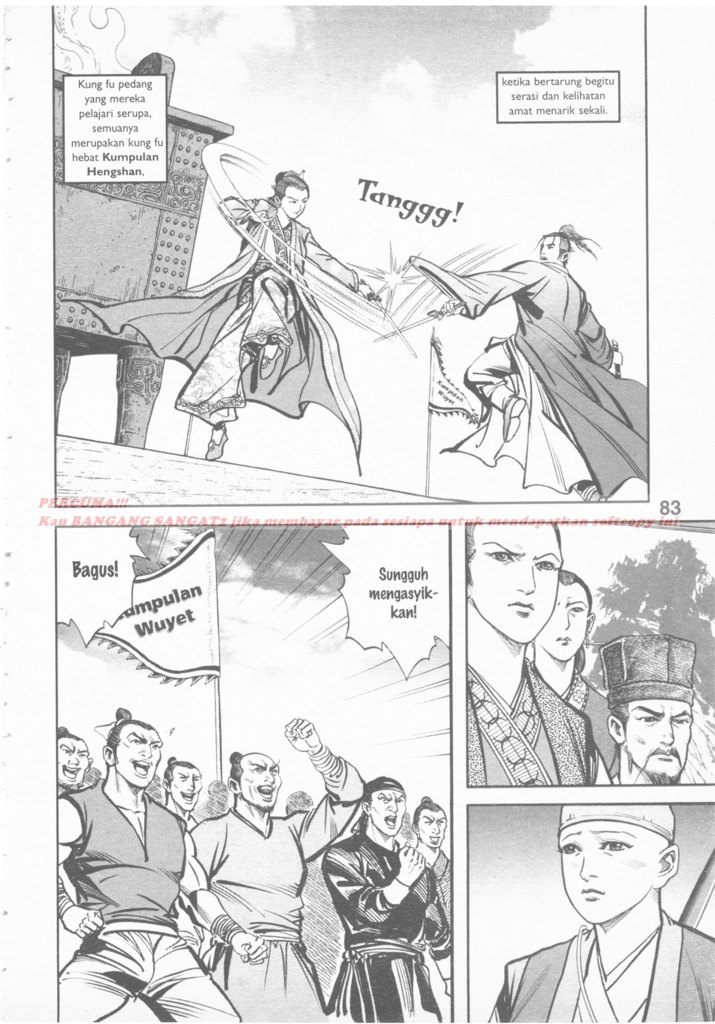 Kung fu pedang
yang mereka
pelajari serupa,
semuanya
merupakan kung fu
hebat Kumpulan
Hengshan,
ketika bertarung begitu
serasi dan kelihatan
amat menarik sekali.
Tanggg!
Kumpulan
Wuyet
83
PERCUMA!!!
Kau BANGANG SANGAT2 jika membayar pada sesiapa untuk mendapatkan softcopy ini
Bagus!
umpulan
Wuyet
Sungguh
mengasyik-
kan!